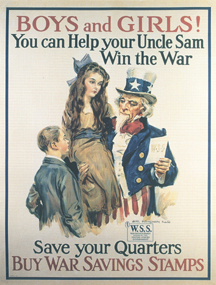 BOYS and GIRLS!
You can Help your Uncle Sam
Win the War
W.S.S.
Save your Quarters
BUY WAR SAVINGS STAMPS